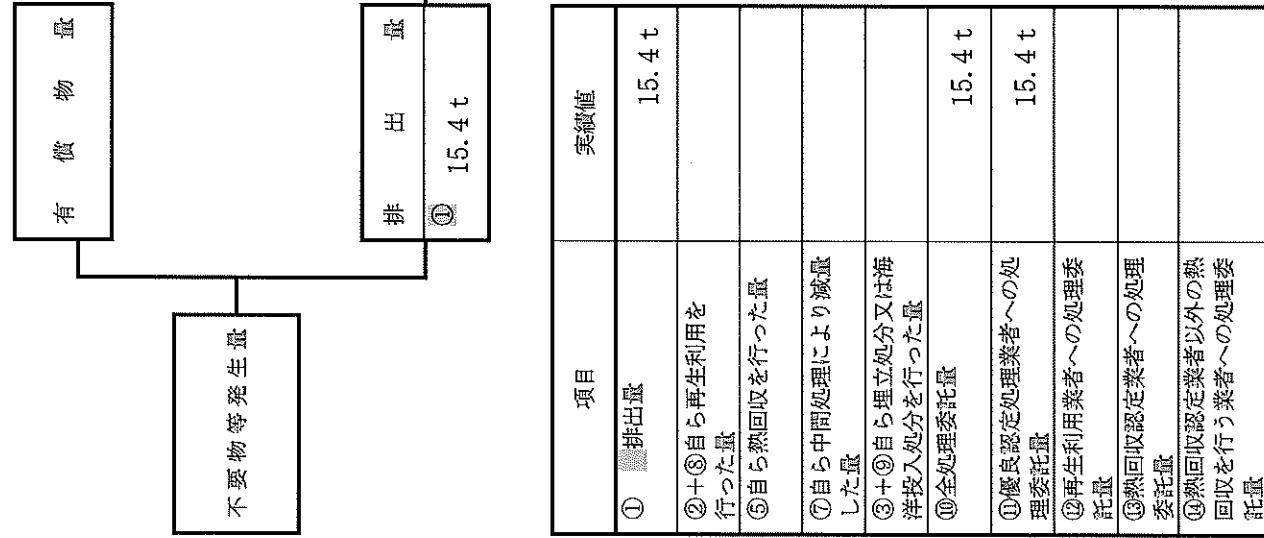 有償物量
不要物等発生量
排出量
① 15.4t
項目 実績値
① 排出量 15.4t
②+⑧自ら再生利用を
行った量
⑤自ら熱回収を行った量
⑦自ら中間処理により減量
した量
③+⑨自ら埋立処分又は海
洋投入処分を行った量
⑩全処理委託量 15.4t
⑪優良認定処理業者への処
理委託量 15.4t
⑫再生利用業者への処理委
託量
⑬熱回収認定業者への処理
委託量
⑭熱回収認定業者以外の熱
回収を行う業者への処理委
託量